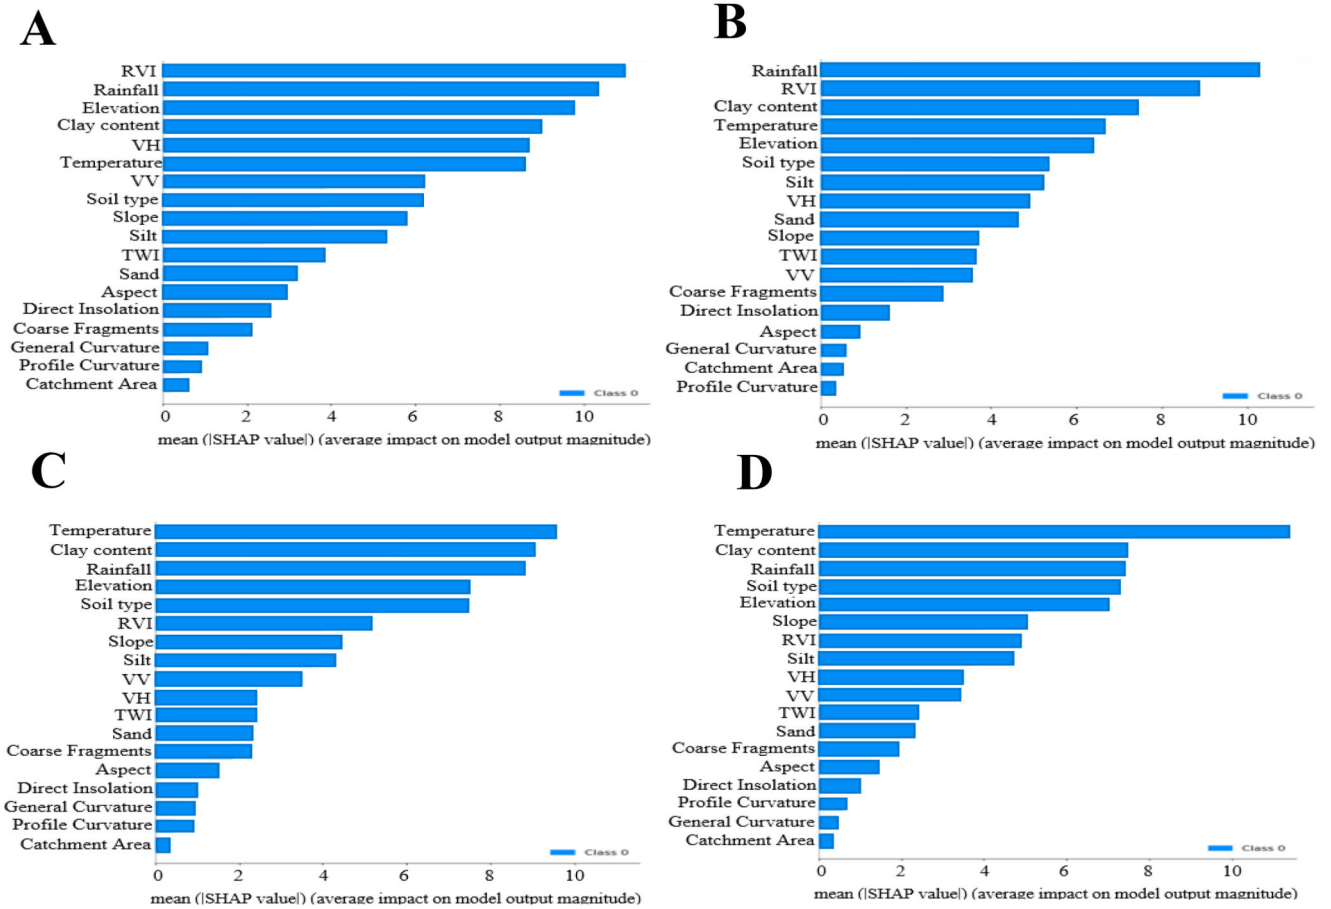 A
RVI
Rainfall
Elevation
Clay content
VH
Temperature
VV
Soil type
Slope
Silt
TWI
Sand
Aspect
Direct Insolation
Coarse Fragments
General Curvature
Profile Curvature
Catchment Area
Class 0
0 2 4 6 8 10
mean (|SHAP value|) (average impact on model output magnitude)
B
Rainfall
RVI
Clay content
Temperature
Elevation
Soil type
Silt
VH
Sand
Slope
TWI
VV
Coarse Fragments
Direct Insolation
Aspect
General Curvature
Catchment Area
Profile Curvature
Class 0
0 2 4 6 8 10
mean (|SHAP value|) (average impact on model output magnitude)
C
Temperature
Clay content
Rainfall
Elevation
Soil type
RVI
Slope
Silt
VV
VH
TWI
Sand
Coarse Fragments
Aspect
Direct Insolation
General Curvature
Profile Curvature
Catchment Area
Class 0
0 2 4 6 8 10
mean (|SHAP value|) (average impact on model output magnitude)
D
Temperature
Clay content
Rainfall
Soil type
Elevation
Slope
RVI
Silt
VH
VV
TWI
Sand
Coarse Fragments
Aspect
Direct Insolation
Profile Curvature
General Curvature
Catchment Area
Class 0
0 2 4 6 8 10
mean (|SHAP value|) (average impact on model output magnitude)